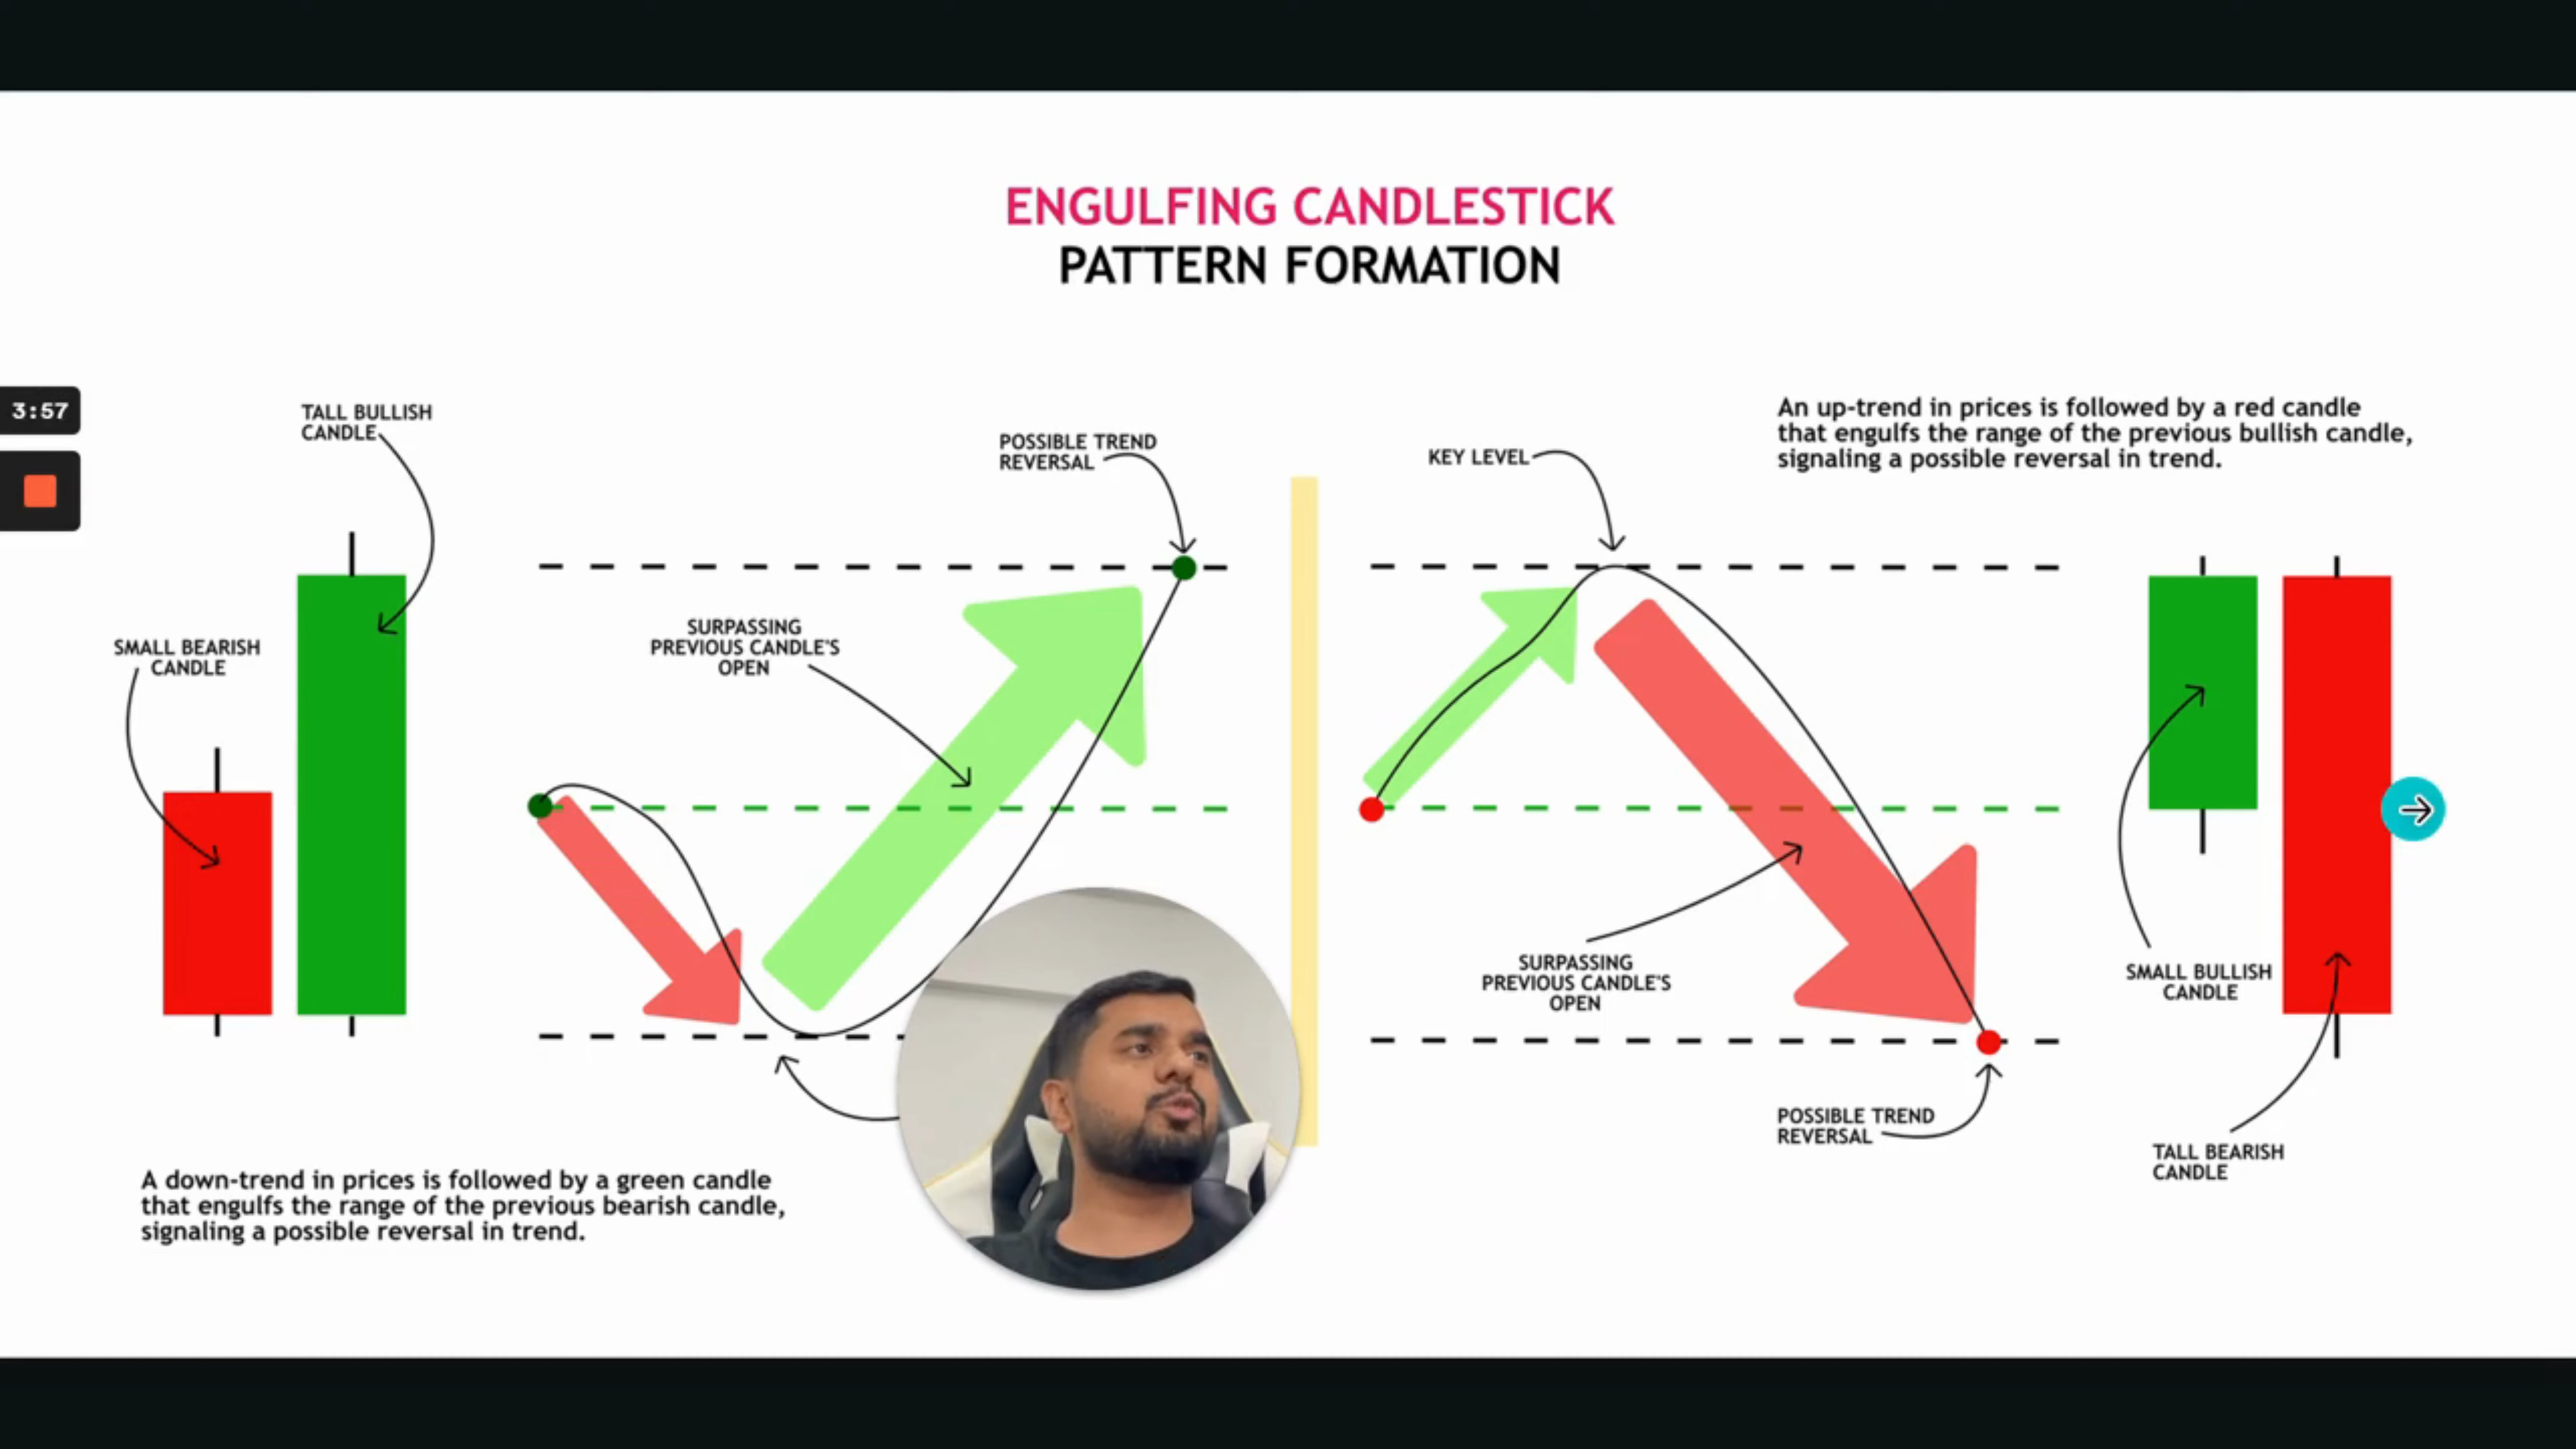 ENGULFING CANDLESTICK
PATTERN FORMATION
3:57
TALL BULLISH
CANDLE
SMALL BEARISH
CANDLE
POSSIBLE TREND
REVERSAL
SURPASSING
PREVIOUS CANDLE'S
OPEN
A down-trend in prices is followed by a green candle
that engulfs the range of the previous bearish candle,
signaling a possible reversal in trend.
KEY LEVEL
An up-trend in prices is followed by a red candle
that engulfs the range of the previous bullish candle,
signaling a possible reversal in trend.
SURPASSING
PREVIOUS CANDLE'S
OPEN
POSSIBLE TREND
REVERSAL
SMALL BULLISH
CANDLE
TALL BEARISH
CANDLE